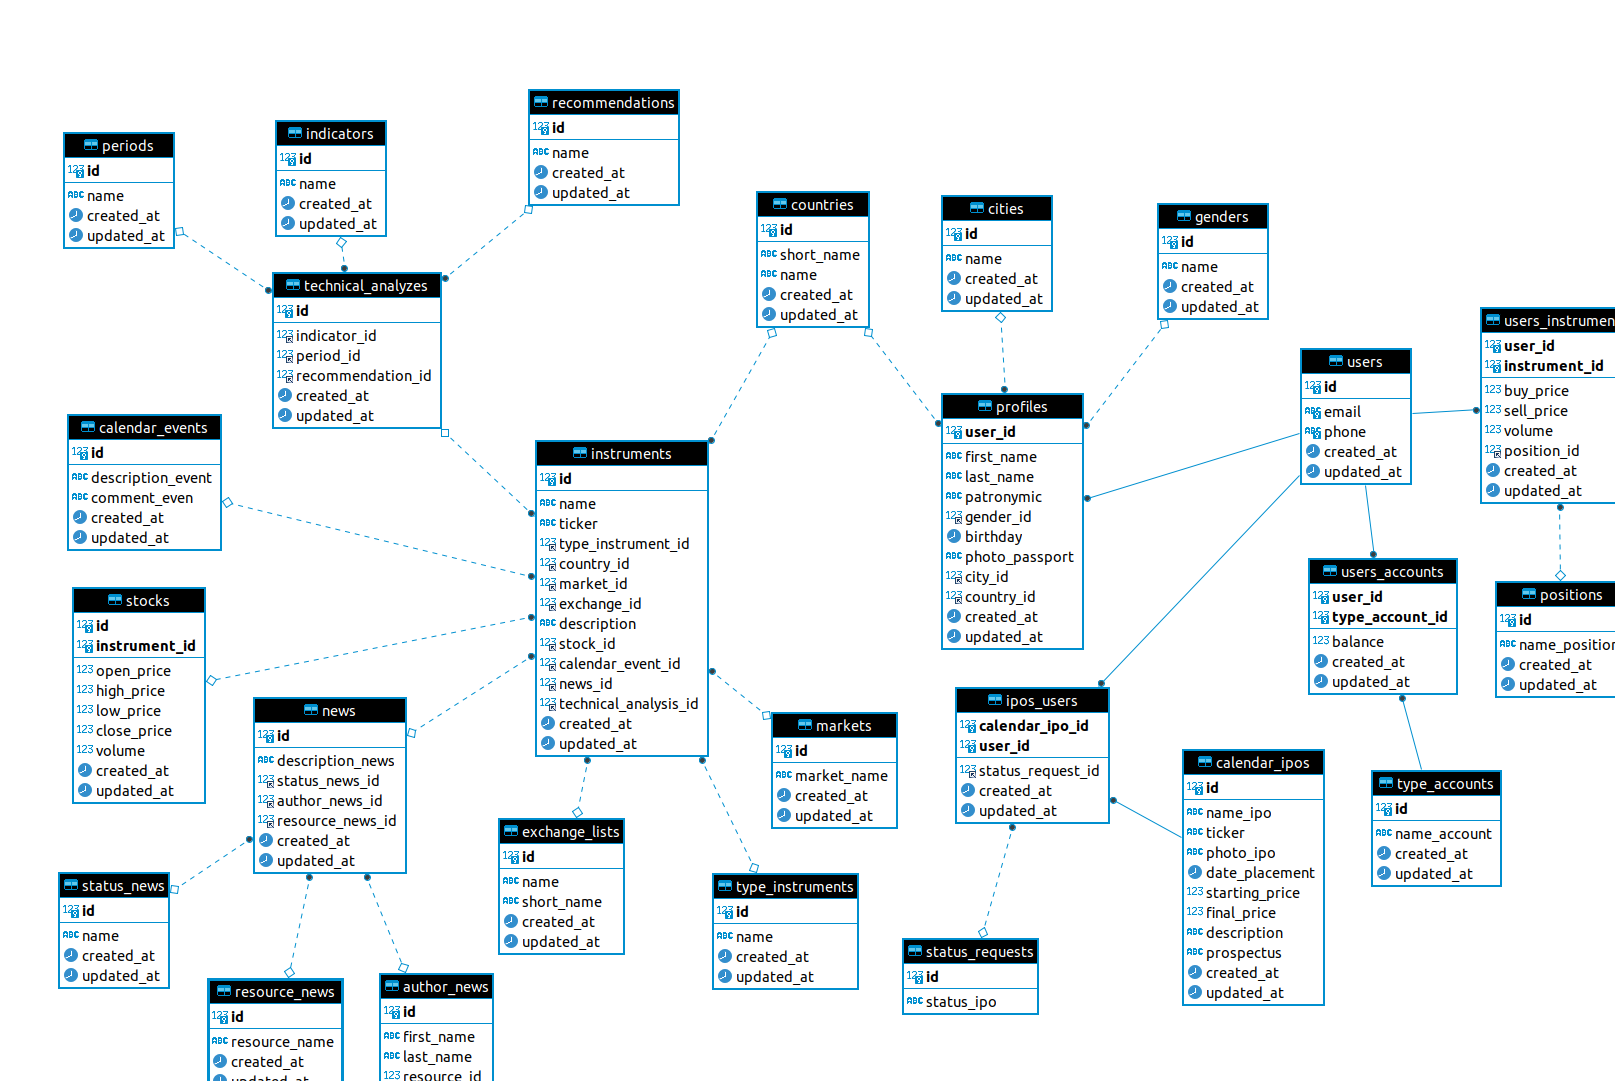 recommendations
id
name
created_at
updated_at
indicators
id
name
created_at
updated_at
periods
id
name
created_at
updated_at
countries
id
short_name
name
created_at
updated_at
cities
id
name
created_at
updated_at
genders
id
name
created_at
updated_at
technical_analyzes
id
indicator_id
period_id
recommendation_id
created_at
updated_at
users_instrumen
user_id
instrument_id
buy_price
sell_price
volume
position_id
created_at
updated_at
users
id
email
phone
created_at
updated_at
profiles
user_id
first_name
last_name
patronymic
gender_id
birthday
photo_passport
city_id
country_id
created_at
updated_at
calendar_events
id
description_event
comment_even
created_at
updated_at
instruments
id
name
ticker
type_instrument_id
country_id
market_id
exchange_id
description
stock_id
calendar_event_id
news_id
technical_analysis_id
created_at
updated_at
users_accounts
user_id
type_account_id
balance
created_at
updated_at
positions
id
name_position
created_at
updated_at
stocks
id
instrument_id
open_price
high_price
low_price
close_price
volume
created_at
updated_at
ipos_users
calendar_ipo_id
user_id
status_request_id
created_at
updated_at
news
id
description_news
status_news_id
author_news_id
resource_news_id
created_at
updated_at
markets
id
market_name
created_at
updated_at
calendar_ipos
id
name_ipo
ticker
photo_ipo
date_placement
starting_price
final_price
description
prospectus
created_at
updated_at
type_accounts
id
name_account
created_at
updated_at
exchange_lists
id
name
short_name
created_at
updated_at
status_news
id
name
created_at
updated_at
type_instruments
id
name
created_at
updated_at
status_requests
id
status_ipo
resource_news
id
resource_name
created_at
updated_at
author_news
id
first_name
last_name
resource_id